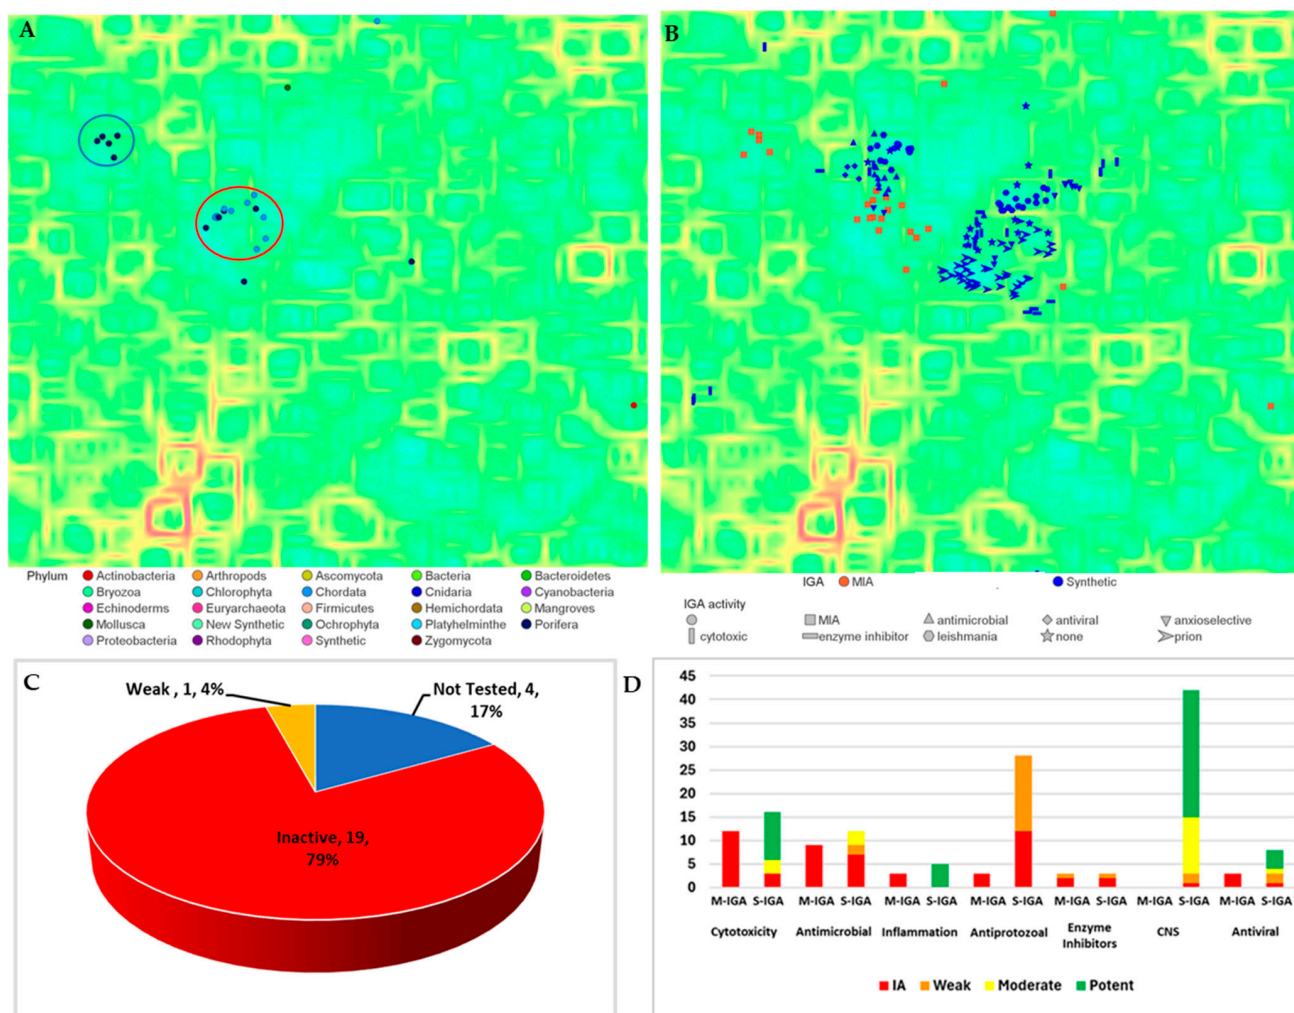 A
B
Phylum Actinobacteria Arthropods Ascomycota Bacteria Bacteroidetes
Bryozoa Chlorophyta Chordata Cnidaria Cyanobacteria
Echinoderms Euryarchaeota Firmicutes Hemichordata Mangroves
Mollusca New Synthetic Ochrophyta Platyhelminthe Porifera
Proteobacteria Rhodophyta Synthetic Zygomycota
IGA MIA Synthetic
IGA activity
MIA antimicrobial antiviral anxioselective
cytotoxic enzyme inhibitor leishmania none prion
C
Weak , 1, 4%
Not Tested, 4,
17%
Inactive, 19,
79%
D
45
40
35
30
25
20
15
10
5
0
M-IGA S-IGA M-IGA S-IGA M-IGA S-IGA M-IGA S-IGA M-IGA S-IGA M-IGA S-IGA M-IGA S-IGA
Cytotoxicity Antimicrobial Inflammation Antiprotozoal Enzyme Inhibitors CNS Antiviral
IA Weak Moderate Potent